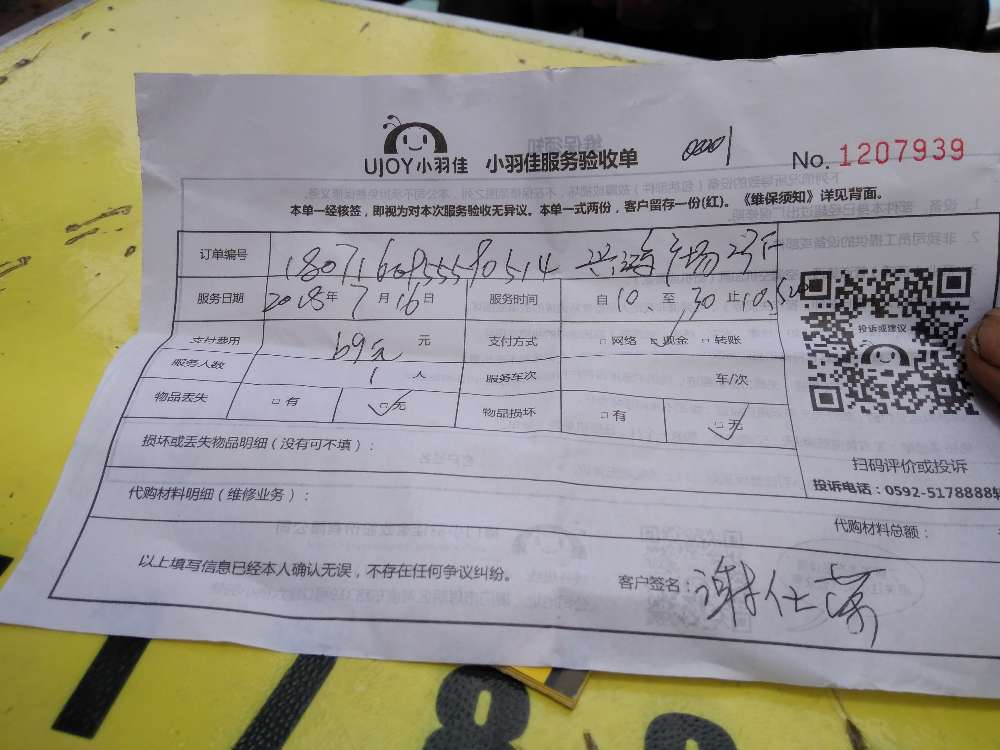 UJOY小羽佳 小羽佳服务验收单 0001 No. 1207939
本单一经核签，即视为对本次服务验收无异议。本单一式两份，客户留存一份(红)。《维保须知》详见背面。
订单编号
服务日期 2018年 7月 16日 服务时间 自10 至 30止
支付费用 69元 元 支付方式 □网络 □现金 □转账
服务人数 1人 服务车次 车/次
物品丢失 □有 □无 物品损坏 □有 □无
投诉或建议
损坏或丢失物品明细（没有可不填）：
扫码评价或投诉
投诉电话：0592-5178888
代购材料明细（维修业务）：
代购材料总额：
以上填写信息已经本人确认无误，不存在任何争议纠纷。
客户签名：谢仕